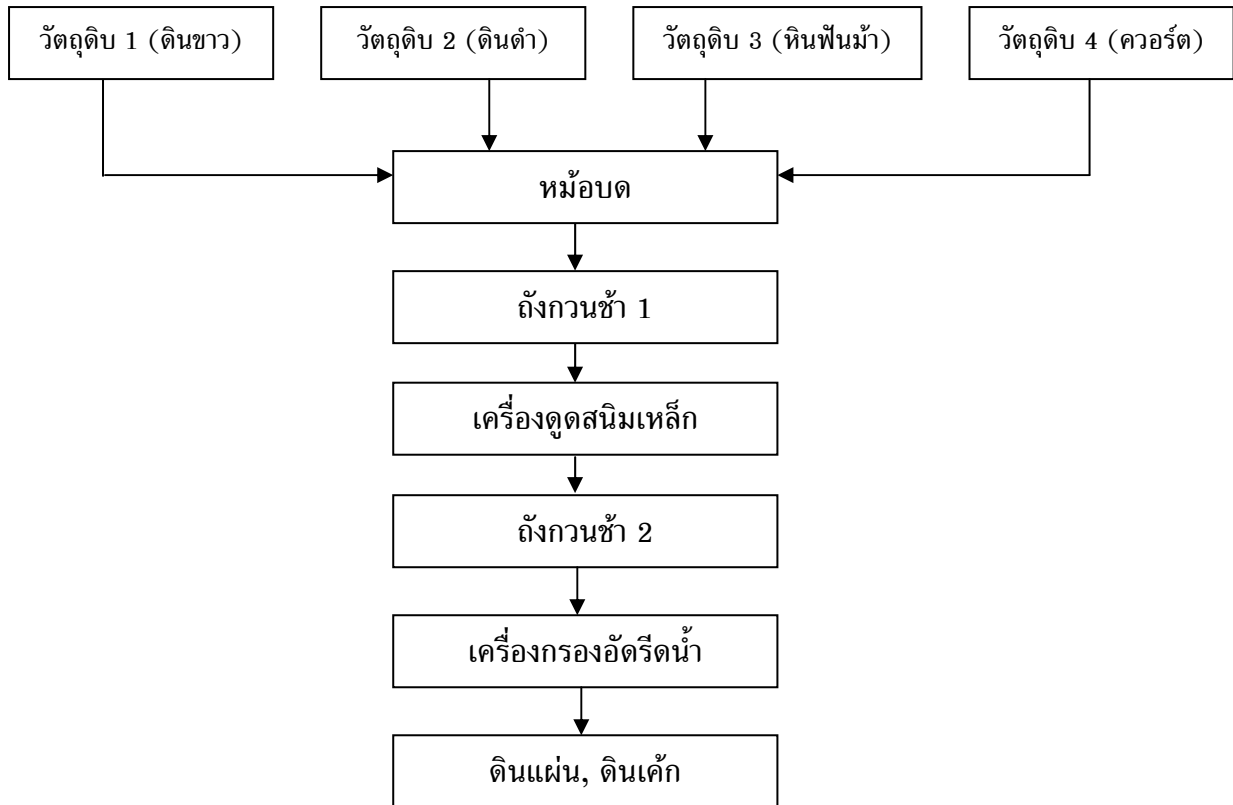 วัตถุดิบ 1 (ดินขาว)
วัตถุดิบ 2 (ดินดำ)
วัตถุดิบ 3 (หินฟันม้า)
วัตถุดิบ 4 (ควอร์ต)
หม้อบด
ถังกวนช้า 1
เครื่องดูดสนิมเหล็ก
ถังกวนช้า 2
เครื่องกรองอัดรีดน้ำ
ดินแผ่น, ดินเค้ก